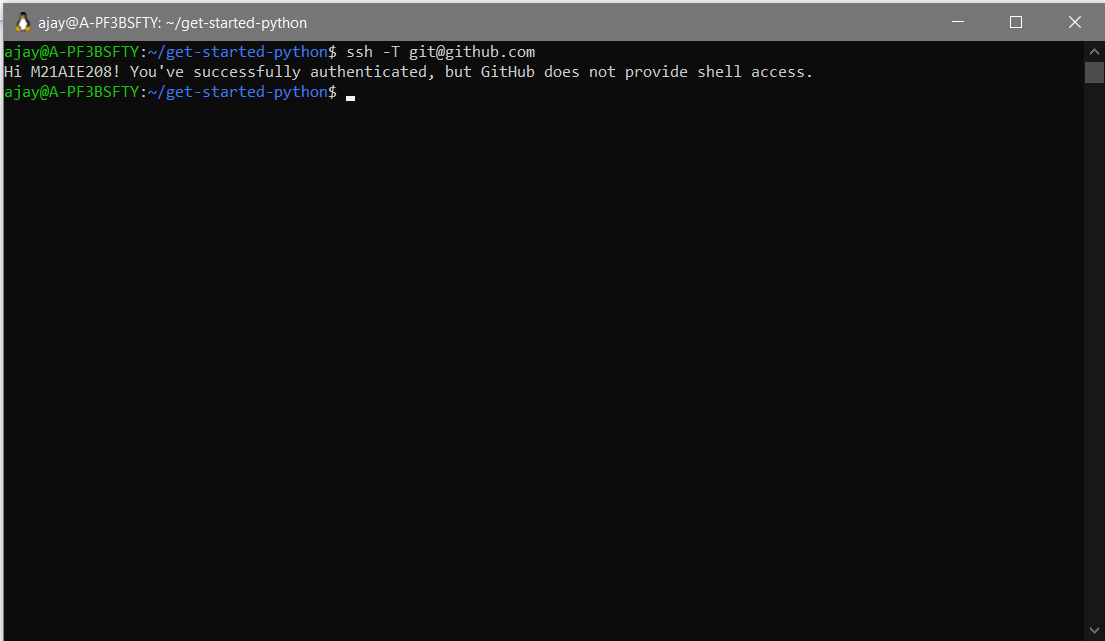 ajay@A-PF3BSFTY: ~/get-started-python
ajay@A-PF3BSFTY:~/get-started-python$ ssh -T git@github.com
Hi M21AIE208! You've successfully authenticated, but GitHub does not provide shell access.
ajay@A-PF3BSFTY:~/get-started-python$